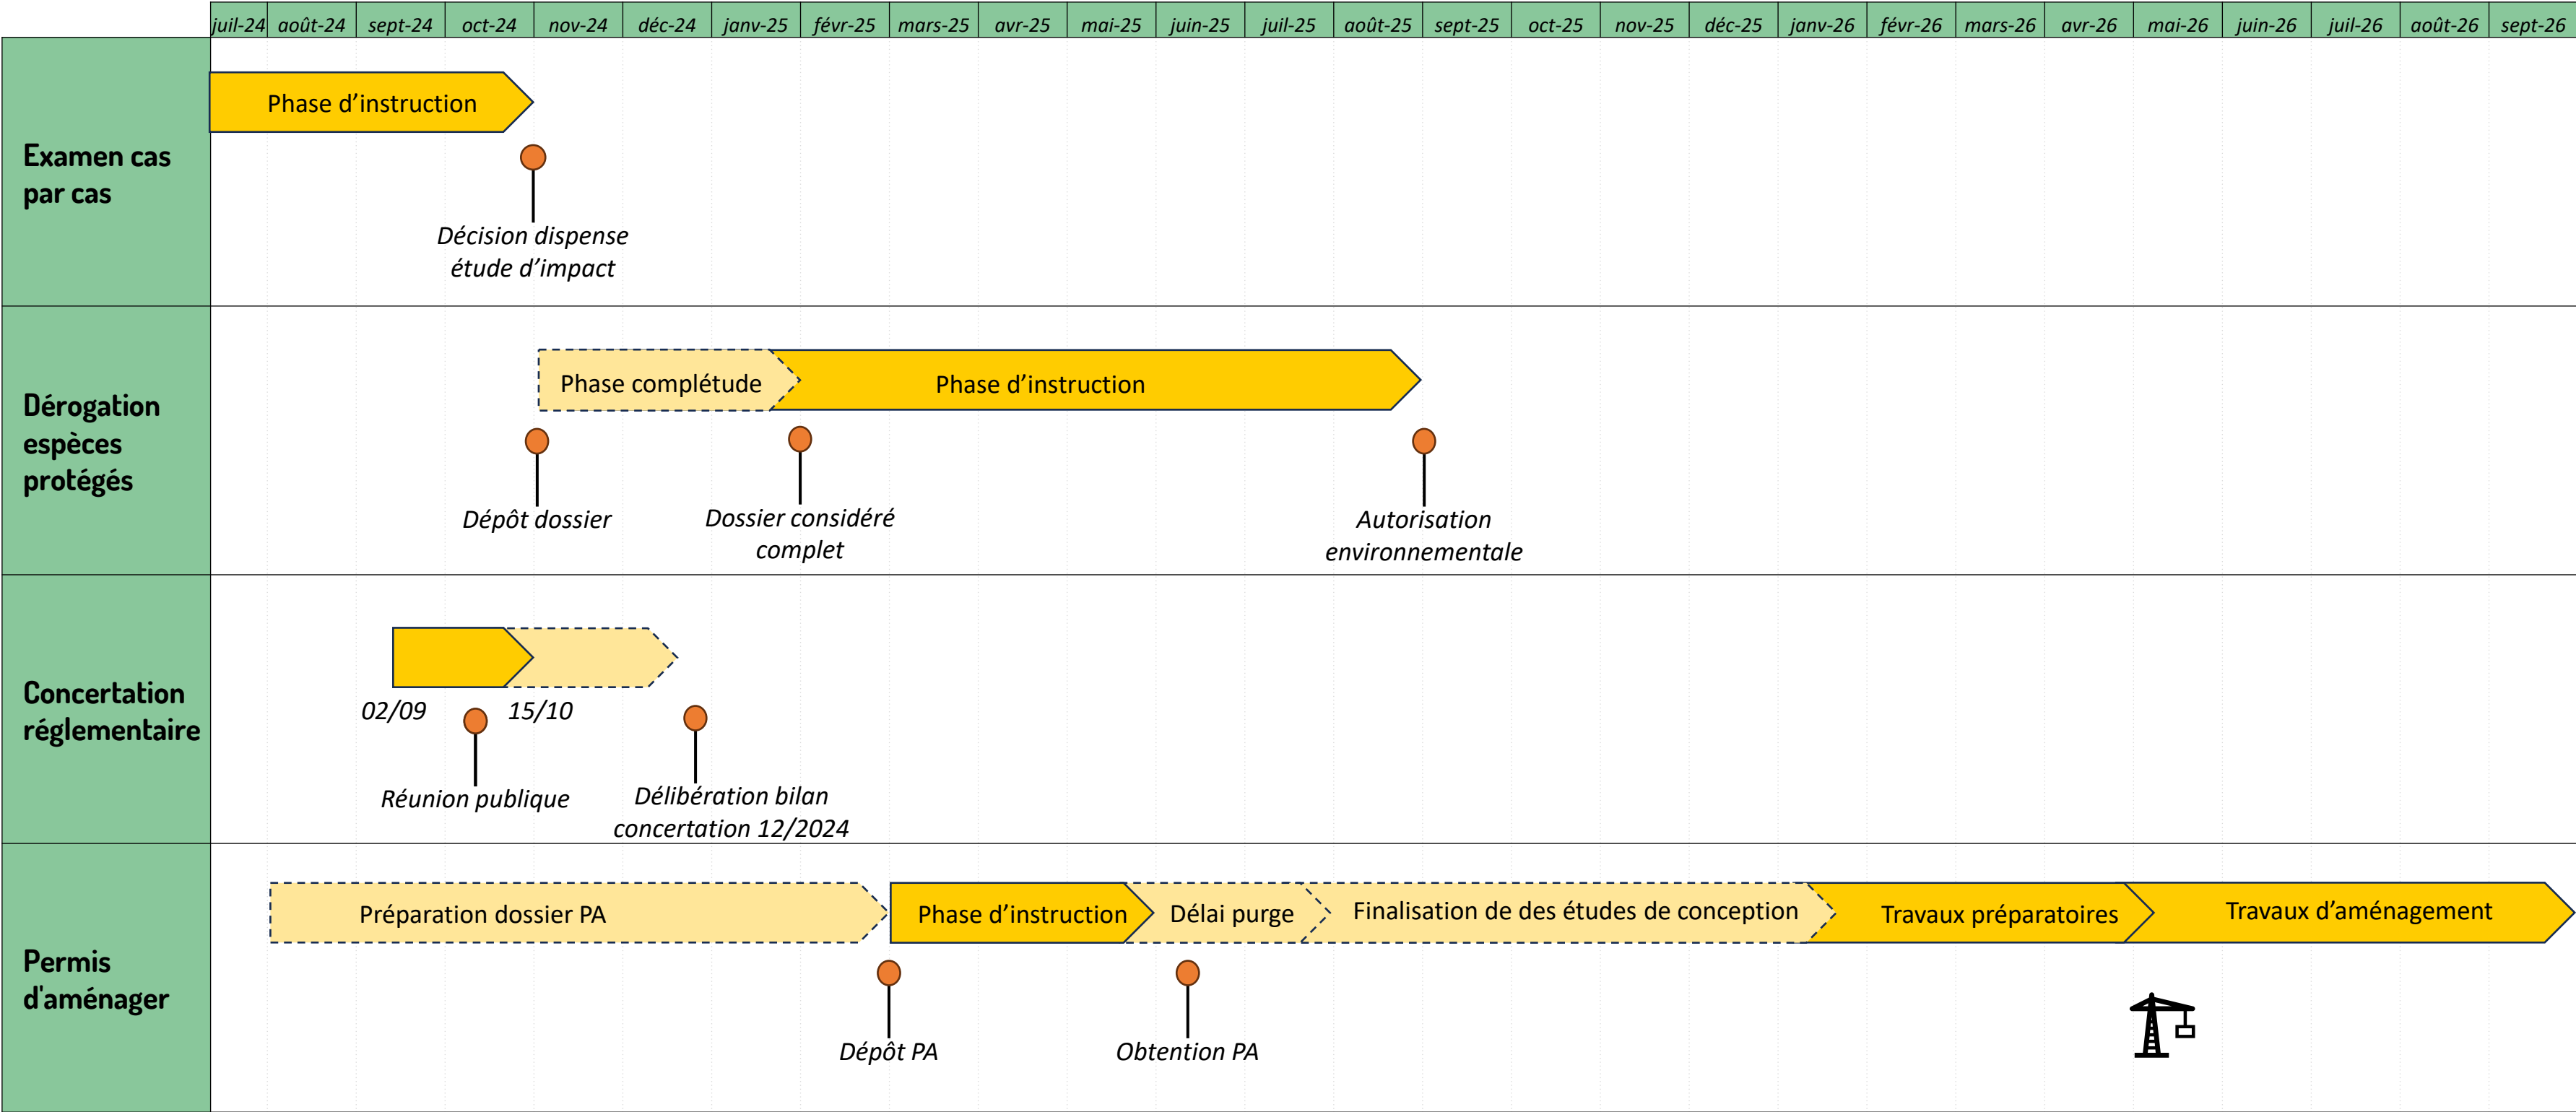 juil-24 août-24 sept-24 oct-24 nov-24 déc-24 janv-25 févr-25 mars-25 avr-25 mai-25 juin-25 juil-25 août-25 sept-25 oct-25 nov-25 déc-25 janv-26 févr-26 mars-26 avr-26 mai-26 juin-26 juil-26 août-26 sept-26
Examen cas
par cas
Phase d’instruction
Décision dispense
étude d’impact
Dérogation
espèces
protégés
Phase complétude
Phase d’instruction
Dépôt dossier
Dossier considéré
complet
Autorisation
environnementale
Concertation
réglementaire
02/09
15/10
Réunion publique
Délibération bilan
concertation 12/2024
Permis
d'aménager
Préparation dossier PA
Phase d’instruction
Délai purge
Finalisation de des études de conception
Travaux préparatoires
Travaux d’aménagement
Dépôt PA
Obtention PA